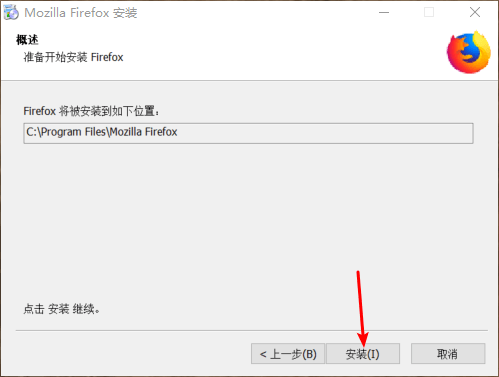 Mozilla Firefox 安装
概述
准备开始安装 Firefox
Firefox 将被安装到如下位置：
C:\Program Files\Mozilla Firefox
点击 安装 继续。
< 上一步(B)
安装(I)
取消